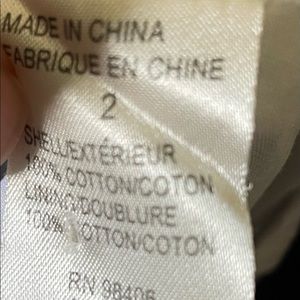 MADE IN CHINA
FABRIQUE EN CHINE
2
SHELL/EXTÉRIEUR
100% COTTON/COTON
LINING/DOUBLURE
100% COTTON/COTON
RN 98406